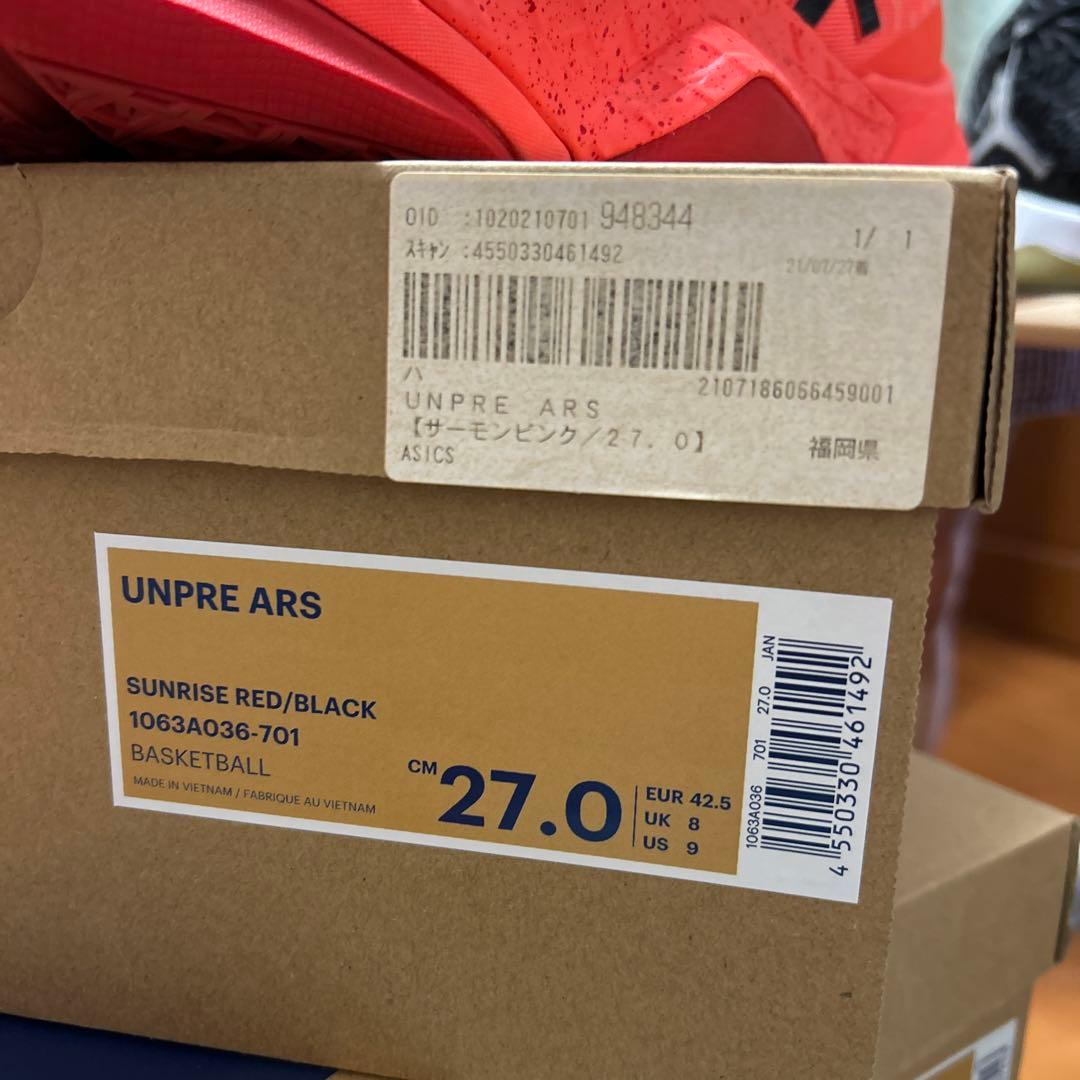 OID :1020210701 948344
1/ 1
スキャン :4550330461492
21/07/27着
ハ
2107186066459001
UNPRE ARS
【サーモンピンク/27.0】
福岡県
ASICS
UNPRE ARS
SUNRISE RED/BLACK
1063A036-701
BASKETBALL
MADE IN VIETNAM / FABRIQUE AU VIETNAM
CM 27.0
EUR 42.5
UK 8
US 9
1063A036 701 27.0 JAN
4 550330 461492